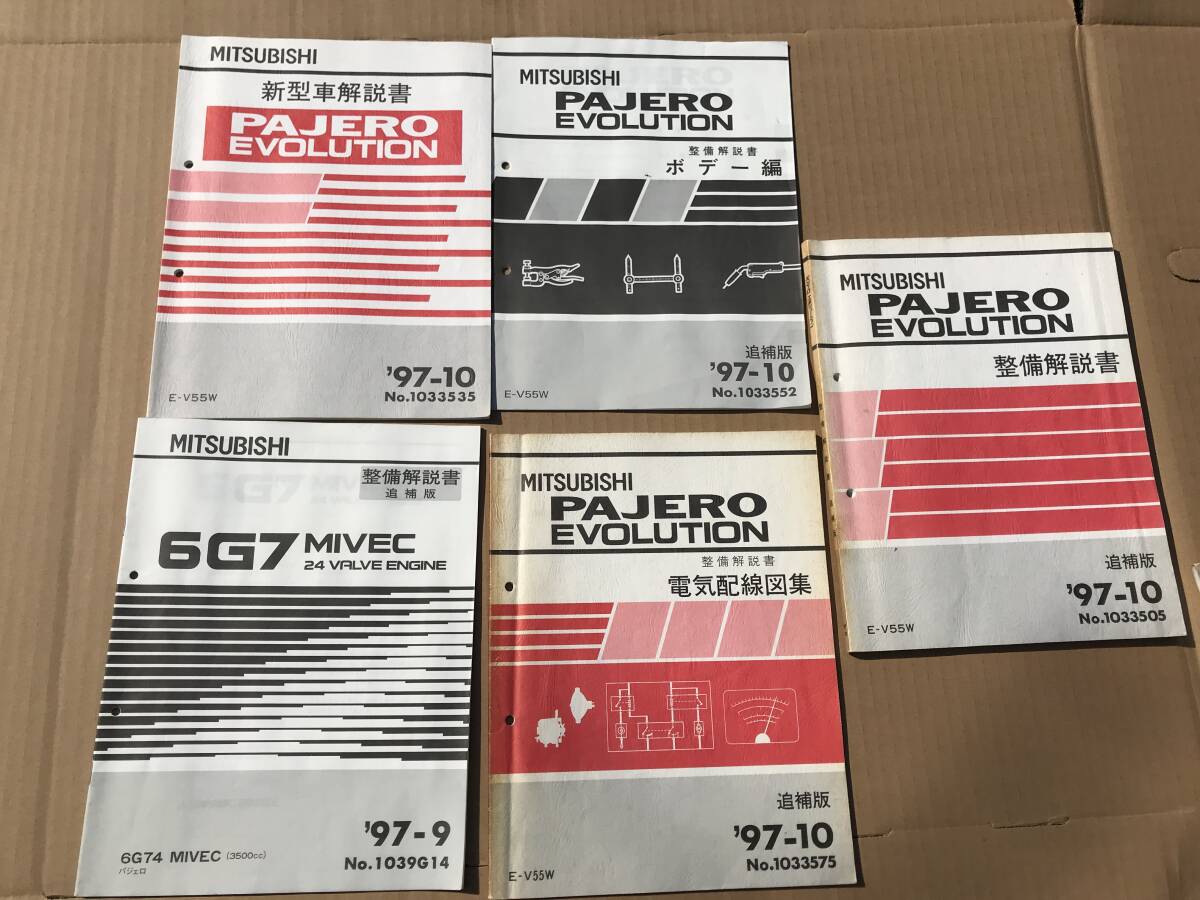 MITSUBISHI
新型車解説書
PAJERO
EVOLUTION
'97-10
No.1033535
E-V55W
MITSUBISHI
PAJERO
EVOLUTION
整備解説書
ボデー編
追補版
'97-10
No.1033552
E-V55W
MITSUBISHI
PAJERO
EVOLUTION
整備解説書
追補版
'97-10
No.1033505
E-V55W
MITSUBISHI
整備解説書
追補版
6G7 MIVEC
24 VALVE ENGINE
'97-9
No.1039G14
6G74 MIVEC (3500cc)
パジェロ
MITSUBISHI
PAJERO
EVOLUTION
整備解説書
電気配線図集
追補版
'97-10
No.1033575
E-V55W